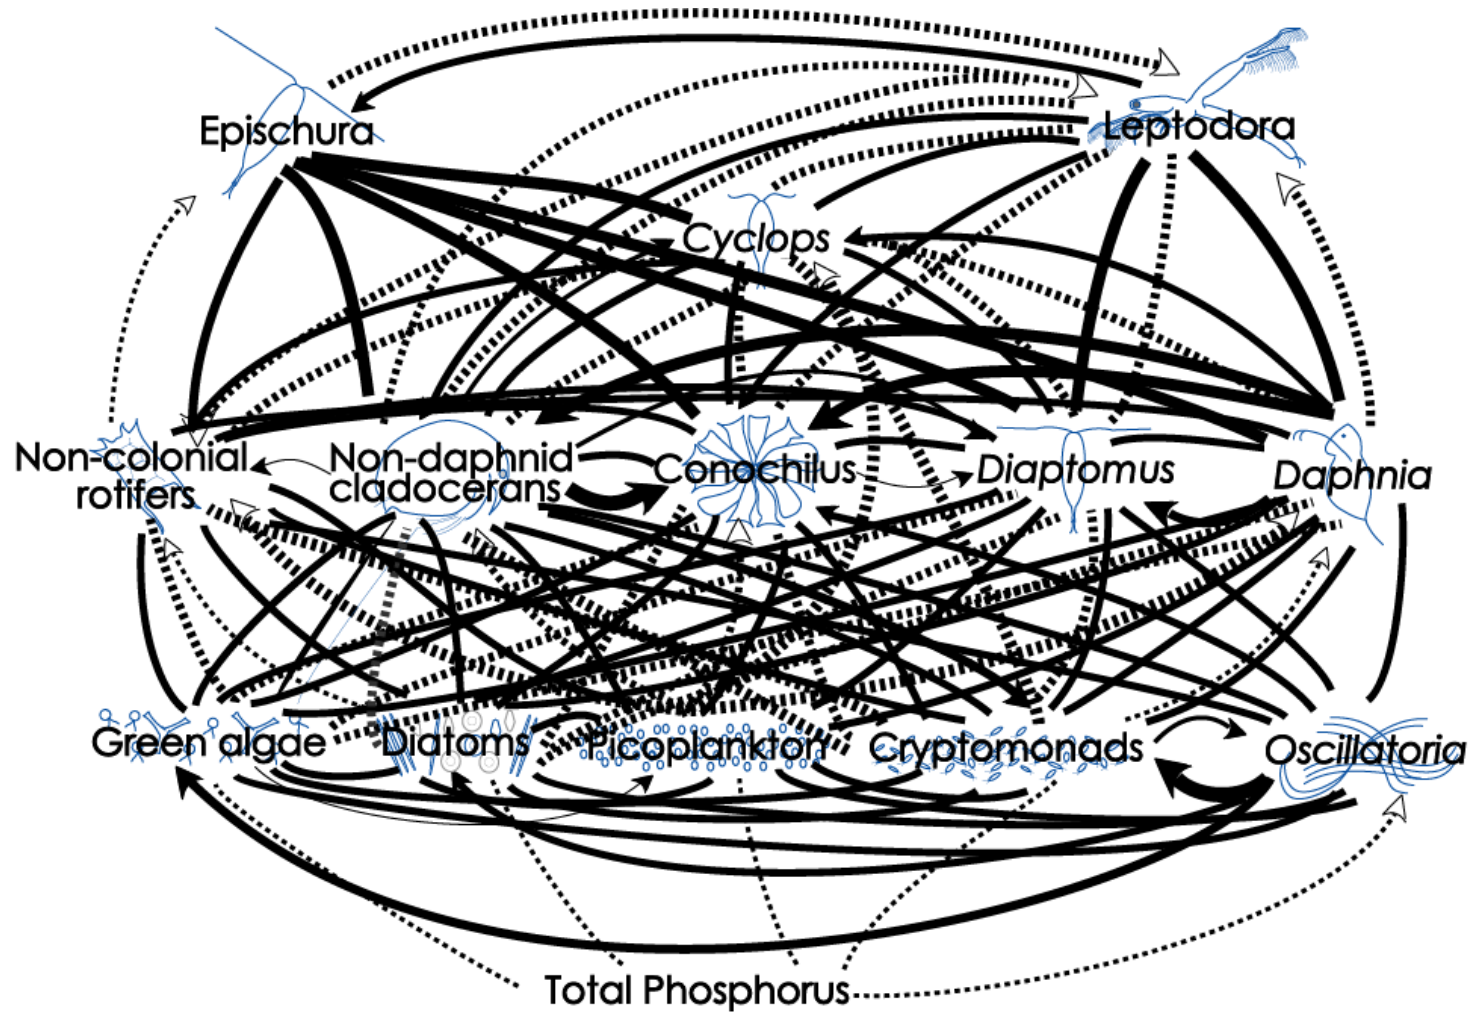 Epischura
Leptodora
Cyclops
Non-colonial
rotifers
Non-daphnid
cladocerans
Conochilus
Diaptomus
Daphnia
Green algae
Diatoms
Picoplankton
Cryptomonads
Oscillatoria
Total Phosphorus